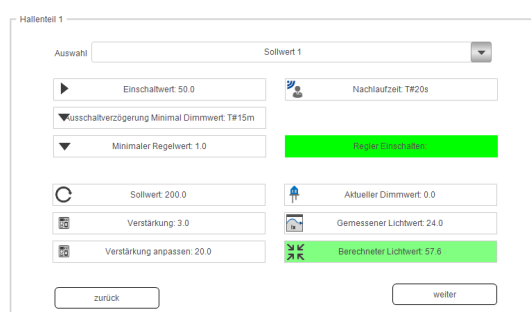 Hallenteil 1
Auswahl Sollwert 1
Einschaltwert: 50.0 Nachlaufzeit: T#20s
usschaltverzögerung Minimal Dimmwert: T#15m
Minimaler Regelwert: 1.0 Regler Einschalten:
Sollwert: 200.0 Aktueller Dimmwert: 0.0
Verstärkung: 3.0 Gemessener Lichtwert: 24.0
Verstärkung anpassen: 20.0 Berechneter Lichtwert: 57.6
zurück weiter